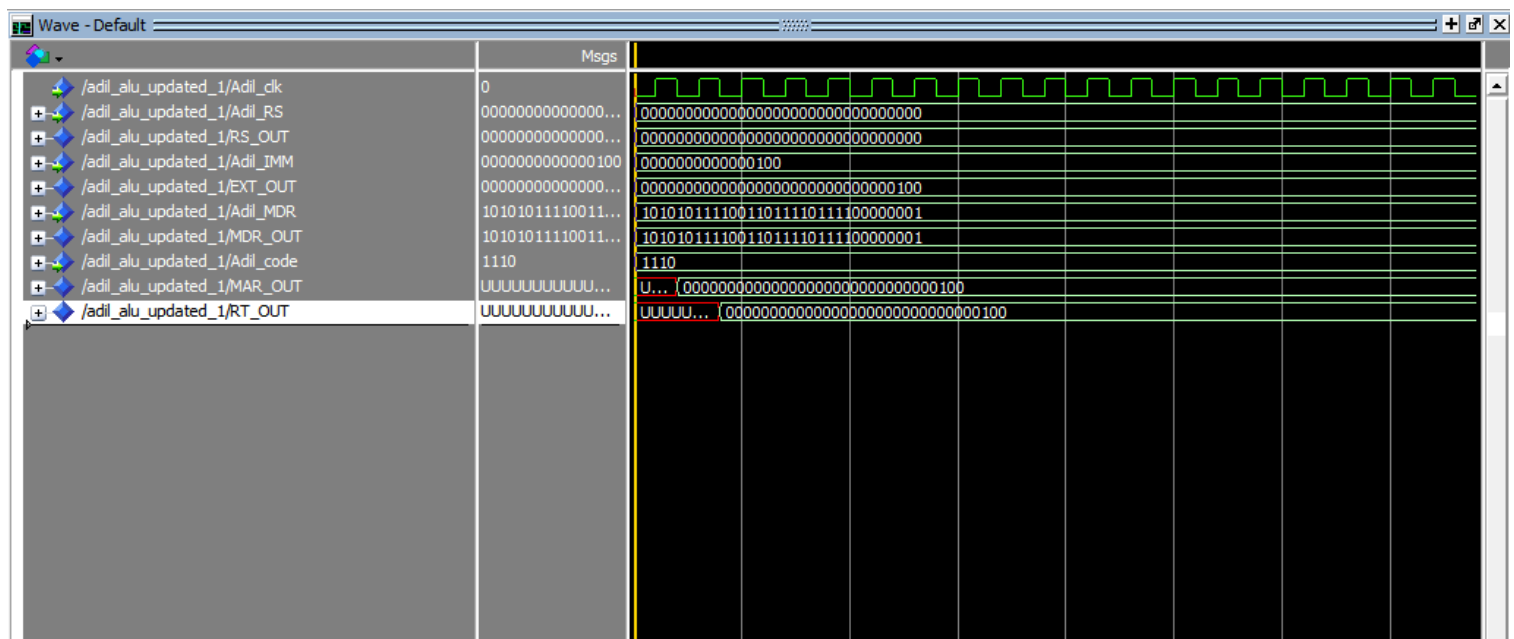 Wave - Default
Msgs
/adil_alu_updated_1/Adil_clk 0
/adil_alu_updated_1/Adil_RS 00000000000000... 00000000000000000000000000000000
/adil_alu_updated_1/RS_OUT 00000000000000... 00000000000000000000000000000000
/adil_alu_updated_1/Adil_IMM 0000000000000100 0000000000000100
/adil_alu_updated_1/EXT_OUT 00000000000000... 00000000000000000000000000000100
/adil_alu_updated_1/Adil_MDR 10101011110011... 10101011110011011110111100000001
/adil_alu_updated_1/MDR_OUT 10101011110011... 10101011110011011110111100000001
/adil_alu_updated_1/Adil_code 1110 1110
/adil_alu_updated_1/MAR_OUT UUUUUUUUUUU... U... 00000000000000000000000000000100
/adil_alu_updated_1/RT_OUT UUUUUUUUUUU... UUUUU... 00000000000000000000000000000100